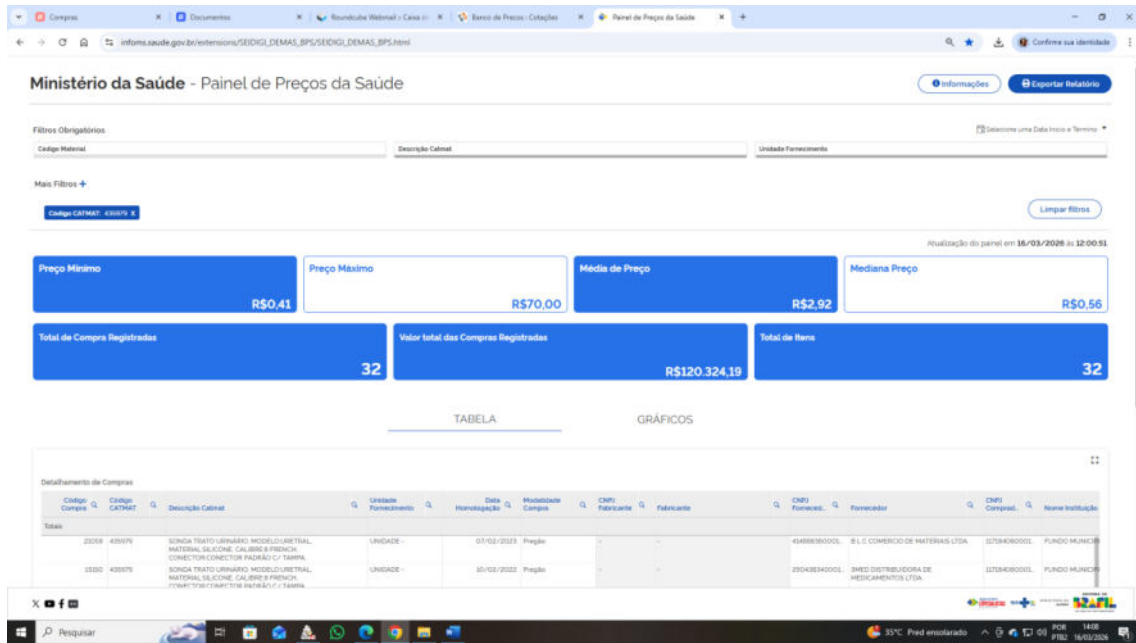 Compras
Documentos
Roundcube Webmail :: Caixa
Banco de Preços : Cotações
Painel de Preços da Saúde
infoms.saude.gov.br/extensions/SEIDIGI_DEMAS_BPS/SEIDIGI_DEMAS_BPS.html
Confirme sua identidade
Ministério da Saúde - Painel de Preços da Saúde
Informações
Exportar Relatório
Filtros Obrigatórios
Selecione uma Data Inicio e Termino
Código Material
Descrição Catmat
Unidade Fornecimento
Mais Filtros +
Código CATMAT: 435979 X
Limpar filtros
Atualização do painel em 16/03/2026 às 12:00:51
Preço Mínimo
R$0,41
Preço Máximo
R$70,00
Média de Preço
R$2,92
Mediana Preço
R$0,56
Total de Compra Registradas
32
Valor total das Compras Registradas
R$120.324,19
Total de Itens
32
TABELA
GRÁFICOS
Detalhamento de Compras
Código Compra
Código CATMAT
Descrição Catmat
Unidade Fornecimento
Data Homologação
Modalidade Compra
CNPJ Fabricante
Fabricante
CNPJ Forneced...
Fornecedor
CNPJ Comprad...
Nome Instituição
Totais
435979
SONDA TRATO URINÁRIO, MODELO:URETRAL,
MATERIAL:SILICONE, CALIBRE:8 FRENCH,
CONECTOR:CONECTOR PADRÃO C/ TAMPA,
UNIDADE -
07/02/2023
Pregão
-
-
B L C COMERCIO DE MATERIAIS LTDA
FUNDO MUNICIP
435979
SONDA TRATO URINÁRIO, MODELO:URETRAL,
MATERIAL:SILICONE, CALIBRE:8 FRENCH,
CONECTOR:CONECTOR PADRÃO C/ TAMPA,
UNIDADE -
10/02/2022
Pregão
-
-
3MED DISTRIBUIDORA DE
MEDICAMENTOS LTDA
FUNDO MUNICIP
BRASIL
Pesquisar
35°C Pred ensolarado
POR
PTB2
14:08
16/03/2026